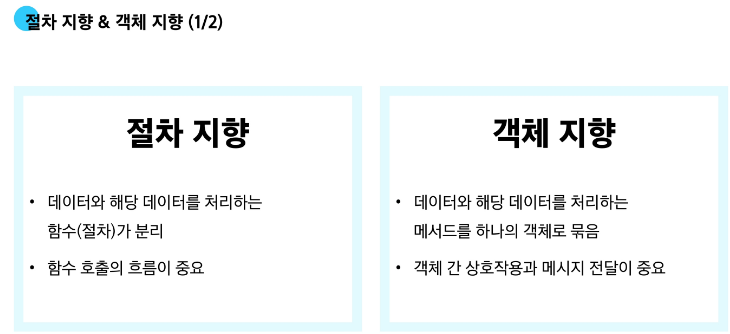 절차 지향 & 객체 지향 (1/2)
절차 지향
• 데이터와 해당 데이터를 처리하는
함수(절차)가 분리
• 함수 호출의 흐름이 중요
객체 지향
• 데이터와 해당 데이터를 처리하는
메서드를 하나의 객체로 묶음
• 객체 간 상호작용과 메시지 전달이 중요